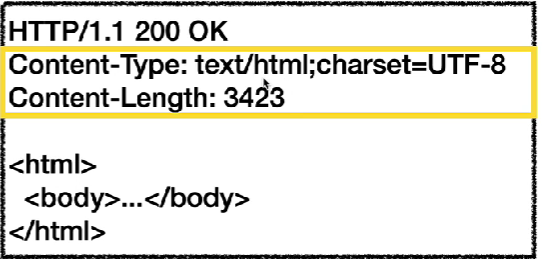 HTTP/1.1 200 OK
Content-Type: text/html;charset=UTF-8
Content-Length: 3423

<html>
  <body>...</body>
</html>